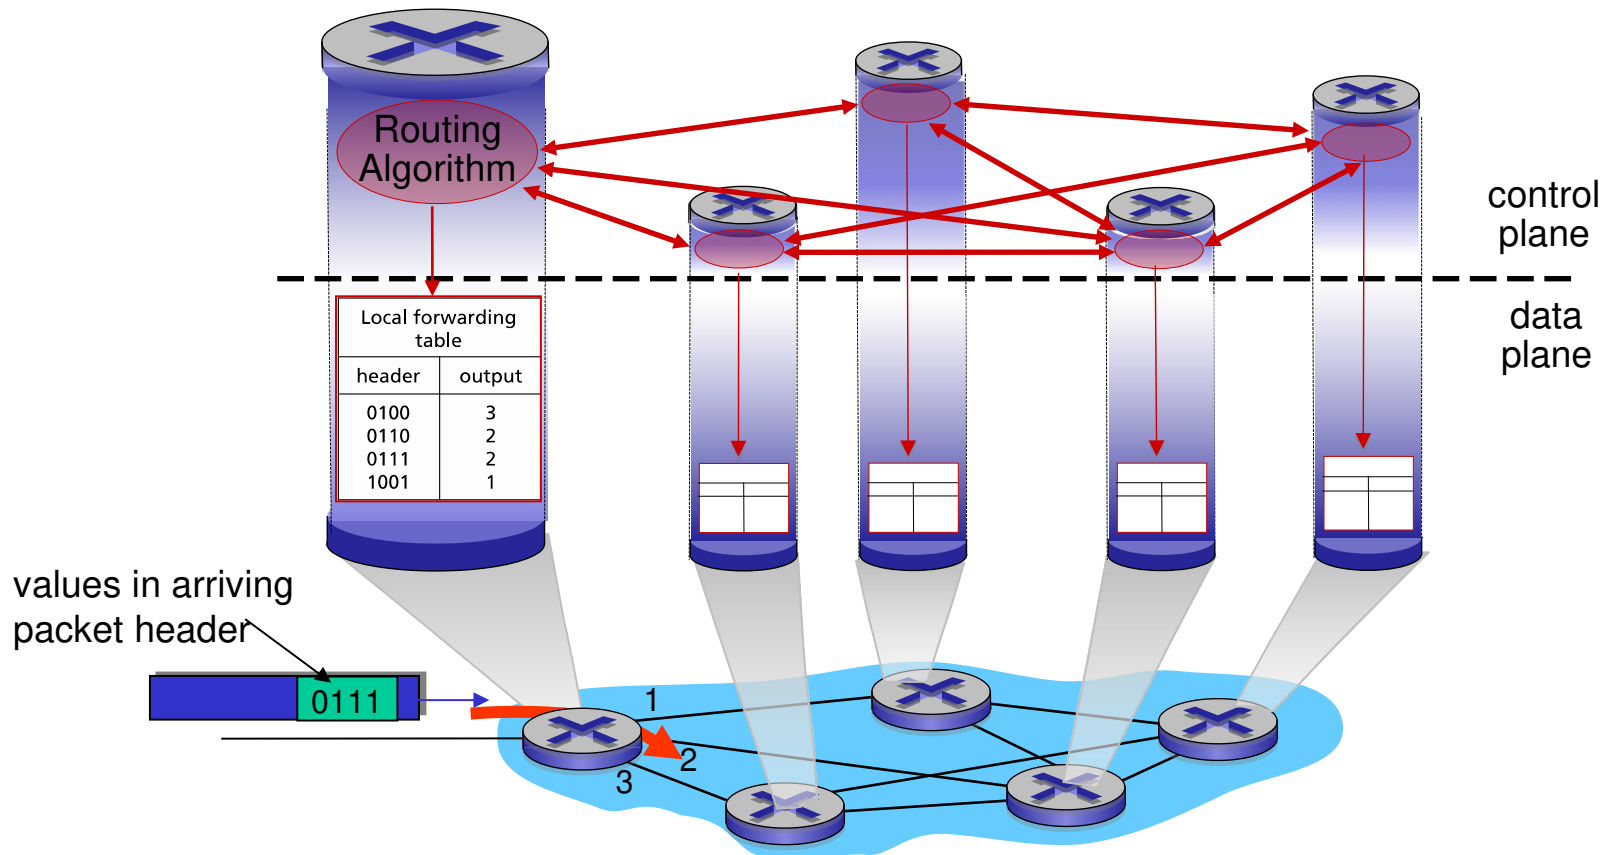 Routing
Algorithm
control
plane
data
plane
Local forwarding
table
header output
0100 3
0110 2
0111 2
1001 1
values in arriving
packet header
0111
1
2
3